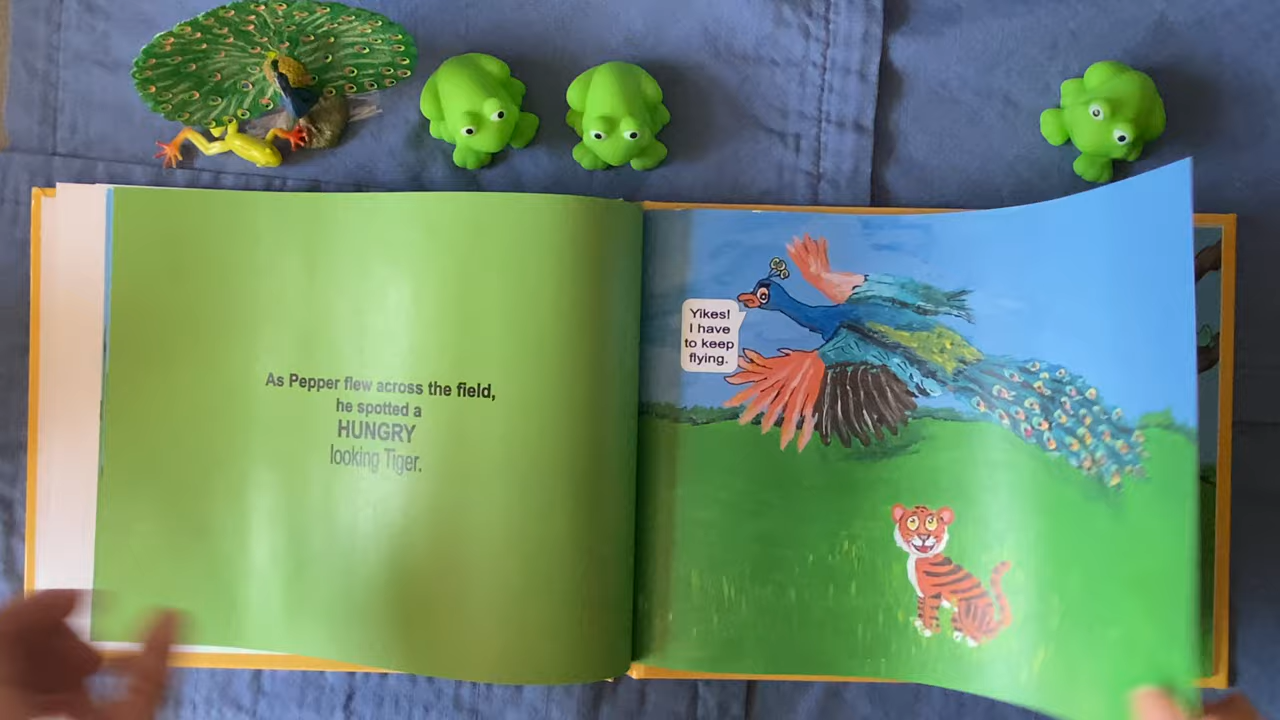 As Pepper flew across the field,
he spotted a
HUNGRY
looking Tiger.
Yikes!
I have
to keep
flying.